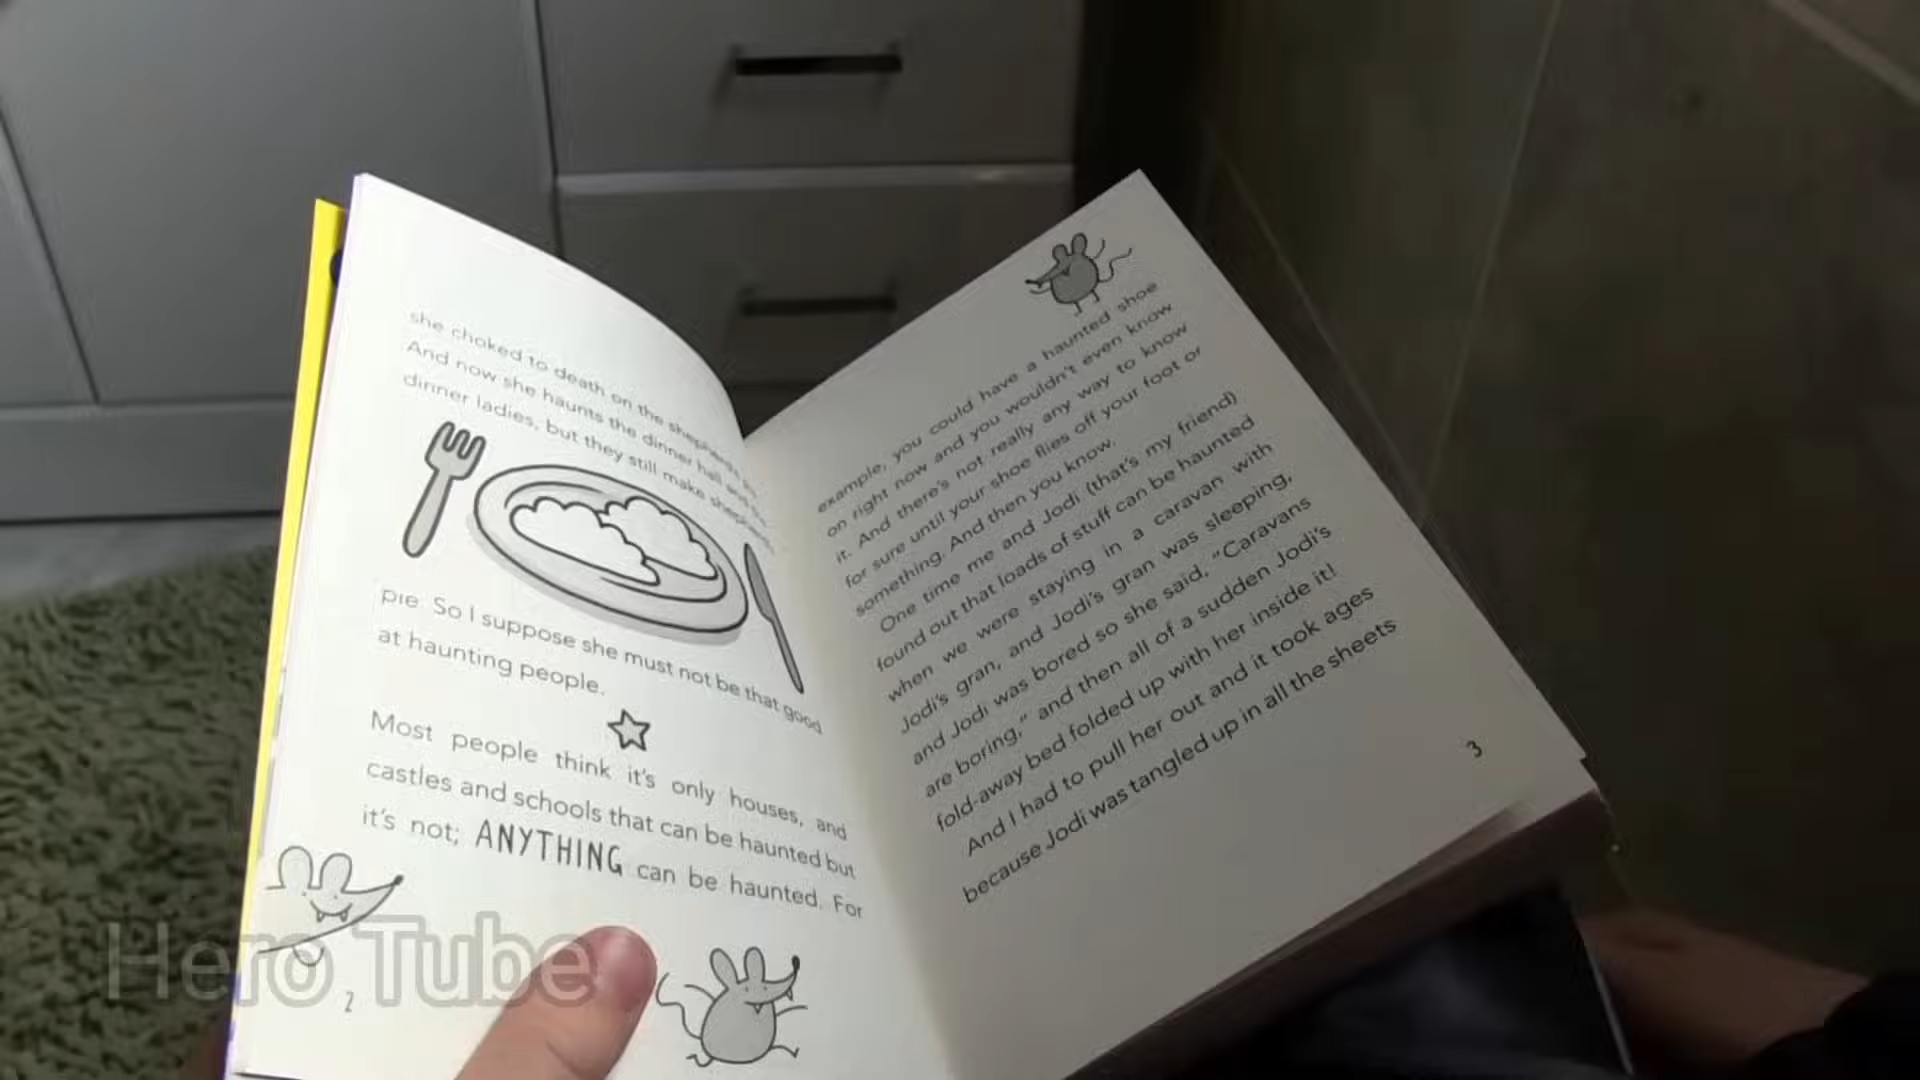 she choked to death on the shepherd's
And now she haunts the dinner hall and the
dinner ladies, but they still make shepherd's
pie. So I suppose she must not be that good
at haunting people.
Most people think it's only houses, and
castles and schools that can be haunted but
it's not; ANYTHING can be haunted. For
2
example, you could have a haunted shoe
on right now and you wouldn't even know
it. And there's not really any way to know
for sure until your shoe flies off your foot or
something. And then you know.
One time me and Jodi (that's my friend)
found out that loads of stuff can be haunted
when we were staying in a caravan with
Jodi's gran, and Jodi's gran was sleeping,
and Jodi was bored so she said, "Caravans
are boring," and then all of a sudden Jodi's
fold-away bed folded up with her inside it!
And I had to pull her out and it took ages
because Jodi was tangled up in all the sheets
3
Hero Tube